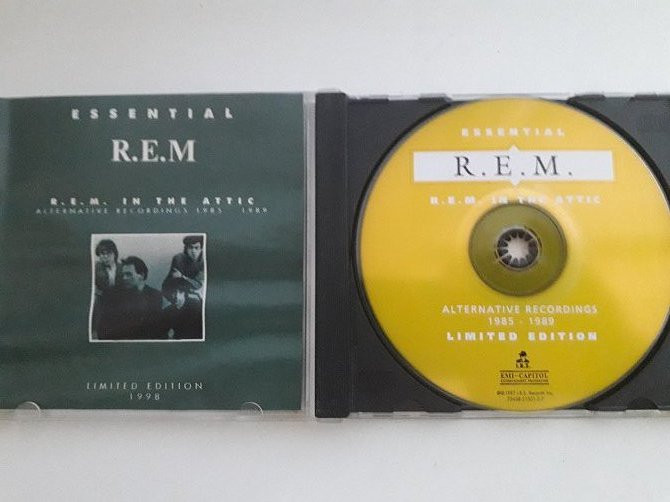 ESSENTIAL
R.E.M
R.E.M. IN THE ATTIC
ALTERNATIVE RECORDINGS 1985 - 1989
LIMITED EDITION
1998
ESSENTIAL
R.E.M.
R.E.M. IN THE ATTIC
ALTERNATIVE RECORDINGS
1985 - 1989
LIMITED EDITION
I.R.S.
EMI-CAPITOL